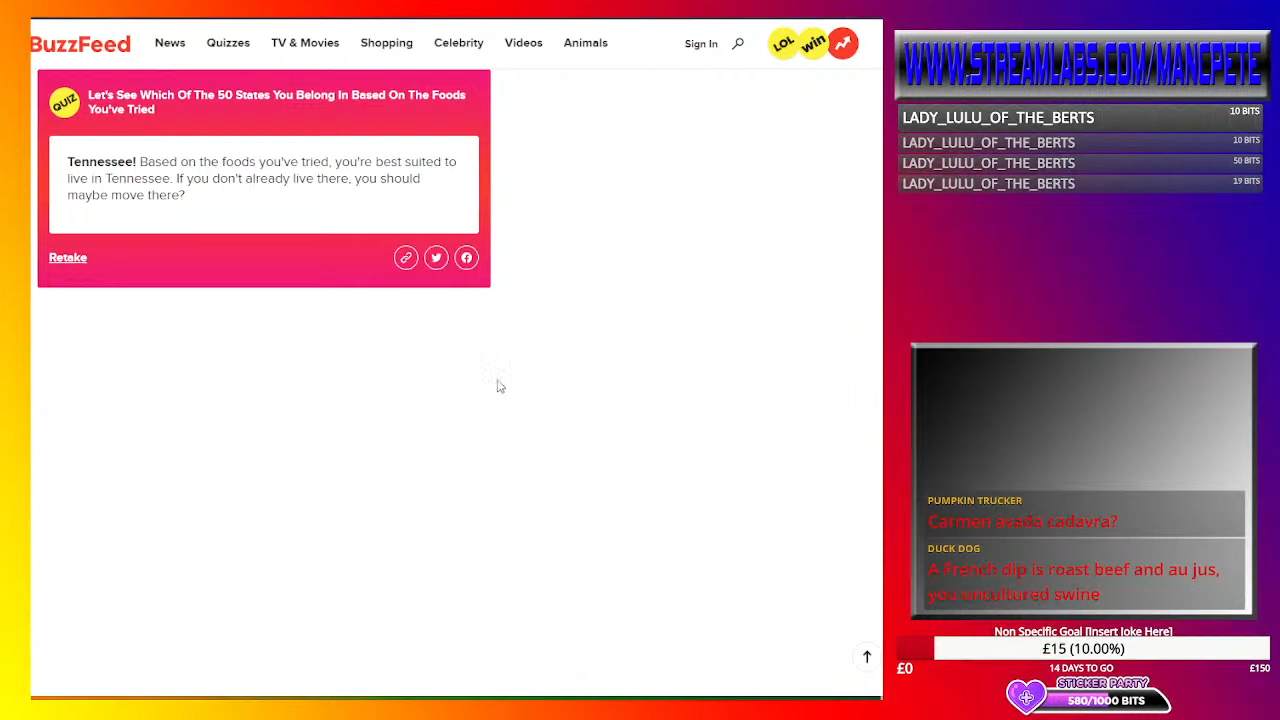 BuzzFeed
News
Quizzes
TV & Movies
Shopping
Celebrity
Videos
Animals
Sign In
LOL
win
QUIZ
Let's See Which Of The 50 States You Belong In Based On The Foods
You've Tried
Tennessee! Based on the foods you've tried, you're best suited to
live in Tennessee. If you don't already live there, you should
maybe move there?
Retake
WWW.STREAMLABS.COM/MANCPETE
LADY_LULU_OF_THE_BERTS 10 BITS
LADY_LULU_OF_THE_BERTS 10 BITS
LADY_LULU_OF_THE_BERTS 50 BITS
LADY_LULU_OF_THE_BERTS 19 BITS
PUMPKIN TRUCKER
Carmen avada cadavra?
DUCK DOG
A French dip is roast beef and au jus,
you uncultured swine
Non Specific Goal [Insert Joke Here]
£15 (10.00%)
£0 14 DAYS TO GO £150
STICKER PARTY
580/1000 BITS